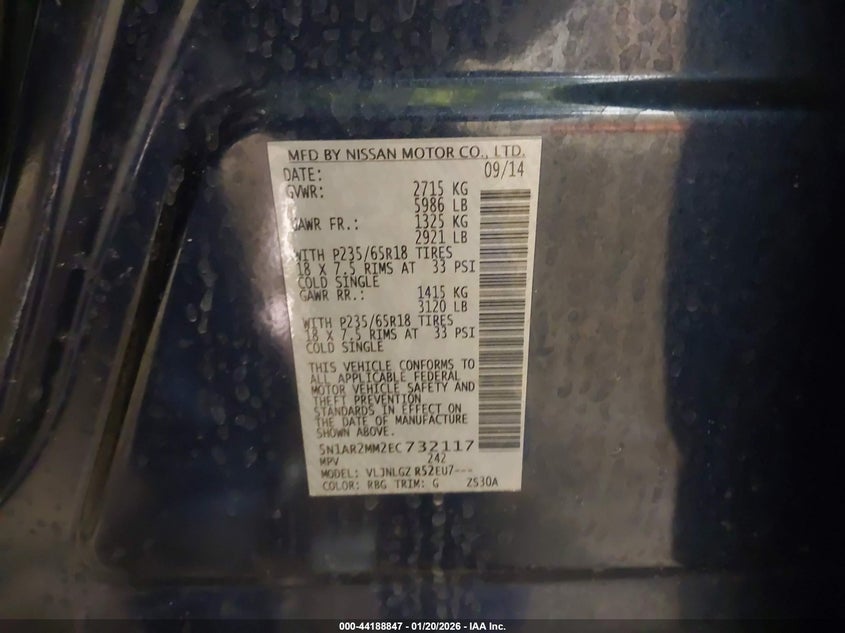 MFD BY NISSAN MOTOR CO., LTD.
DATE: 09/14
GVWR: 2715 KG
5986 LB
GAWR FR.: 1325 KG
2921 LB
WITH P235/65R18 TIRES
18 X 7.5 RIMS AT 33 PSI
COLD SINGLE
GAWR RR.: 1415 KG
3120 LB
WITH P235/65R18 TIRES
18 X 7.5 RIMS AT 33 PSI
COLD SINGLE
THIS VEHICLE CONFORMS TO
ALL APPLICABLE FEDERAL
MOTOR VEHICLE SAFETY AND
THEFT PREVENTION
STANDARDS IN EFFECT ON
THE DATE OF MANUFACTURE
SHOWN ABOVE.
5N1AR2MM2EC732117
MPV 242
MODEL: VLJNLGZ R52EU7---
COLOR: RBG TRIM: G ZS30A
000-44188847 — 01/20/2026 - IAA Inc.